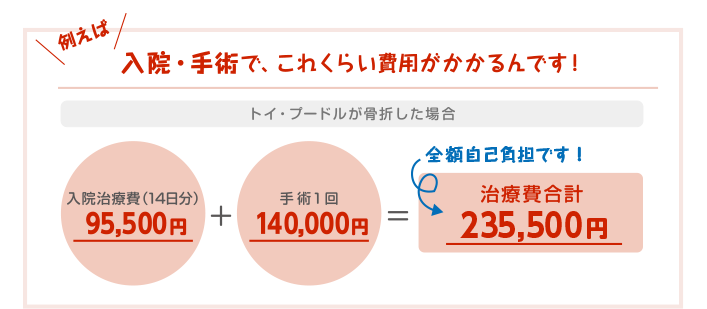 例えば
入院・手術で、これくらい費用がかかるんです!
トイ・プードルが骨折した場合
全額自己負担です!
入院治療費(14日分)
95,500円
+
手術1回
140,000円
=
治療費合計
235,500円